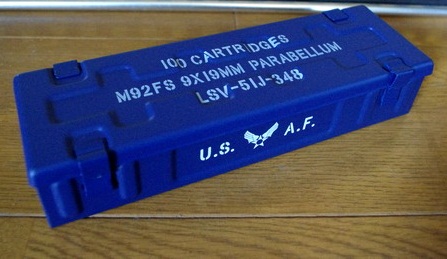 100 CARTRIDGES
M92FS 9X19MM PARABELLUM
LSV-51J-348
U.S. A.F.